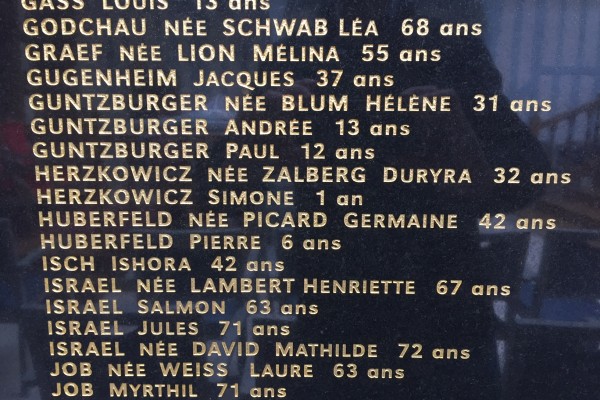 GASS LOUIS 13 ans
GODCHAU NÉE SCHWAB LÉA 68 ans
GRAEF NÉE LION MÉLINA 55 ans
GUGENHEIM JACQUES 37 ans
GUNTZBURGER NÉE BLUM HÉLÈNE 31 ans
GUNTZBURGER ANDRÉE 13 ans
GUNTZBURGER PAUL 12 ans
HERZKOWICZ NÉE ZALBERG DURYRA 32 ans
HERZKOWICZ SIMONE 1 an
HUBERFELD NÉE PICARD GERMAINE 42 ans
HUBERFELD PIERRE 6 ans
ISCH ISHORA 42 ans
ISRAEL NÉE LAMBERT HENRIETTE 67 ans
ISRAEL SALMON 63 ans
ISRAEL JULES 71 ans
ISRAEL NÉE DAVID MATHILDE 72 ans
JOB NÉE WEISS LAURE 63 ans
JOB MYRTHIL 71 ans